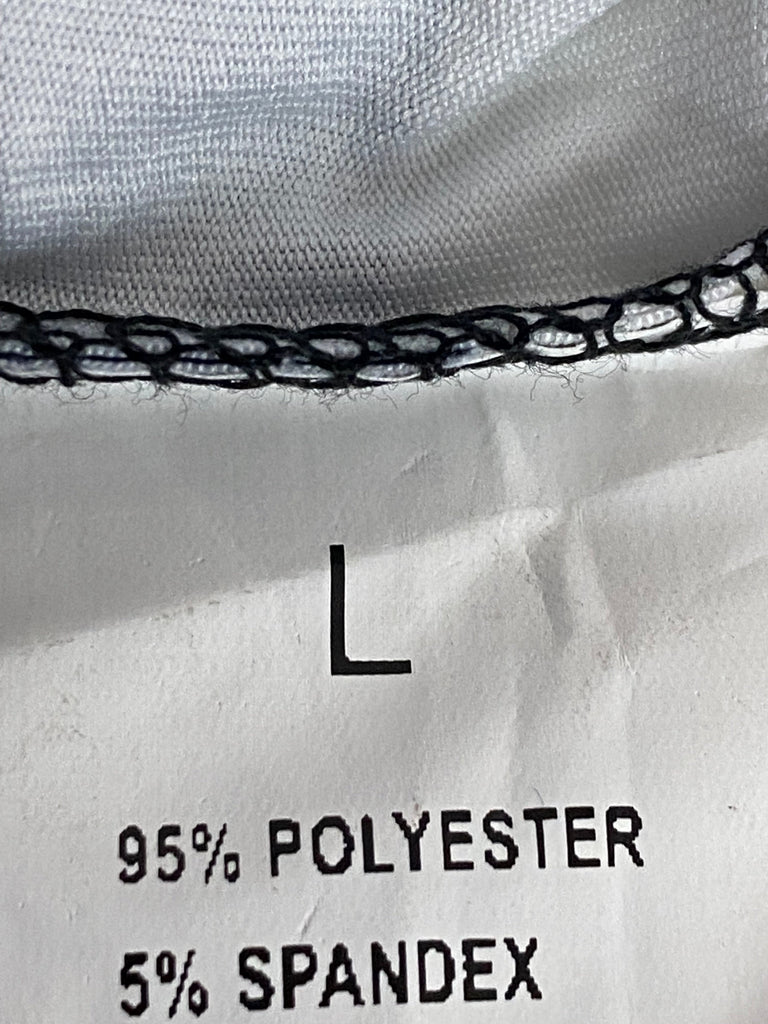 L
95% POLYESTER
5% SPANDEX